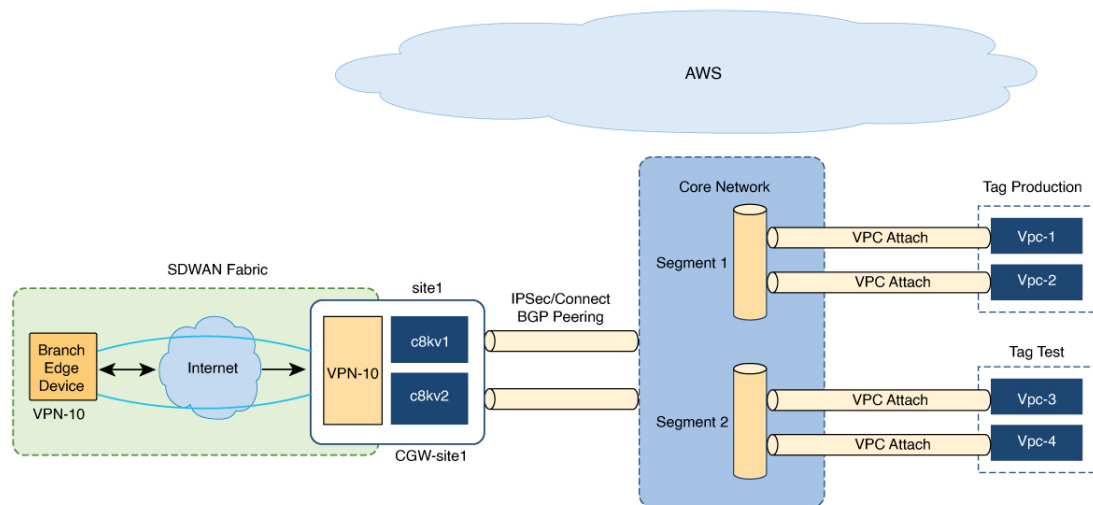 AWS
Core Network
Tag Production
VPC Attach
Vpc-1
Segment 1
SDWAN Fabric
VPC Attach
Vpc-2
site1
IPSec/Connect
BGP Peering
c8kv1
Branch
Edge
Device
Internet
VPN-10
Tag Test
c8kv2
VPC Attach
Vpc-3
VPN-10
Segment 2
VPC Attach
Vpc-4
CGW-site1